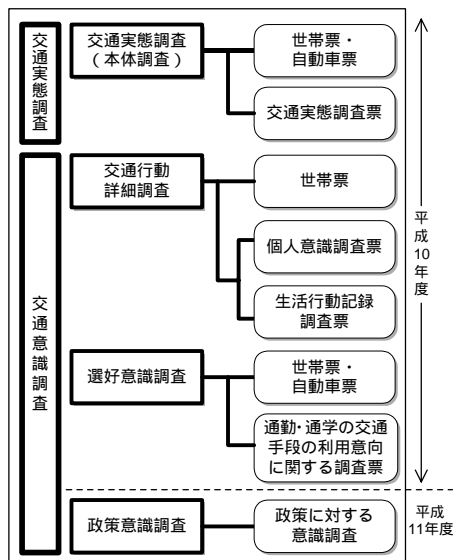 交通実態調査
交通実態調査
（本体調査）
世帯票・
自動車票
交通実態調査票
交通意識調査
交通行動
詳細調査
世帯票
個人意識調査票
生活行動記録
調査票
選好意識調査
世帯票・
自動車票
通勤・通学の交通
手段の利用意向
に関する調査票
平成10年度
政策意識調査
政策に対する
意識調査
平成
11年度